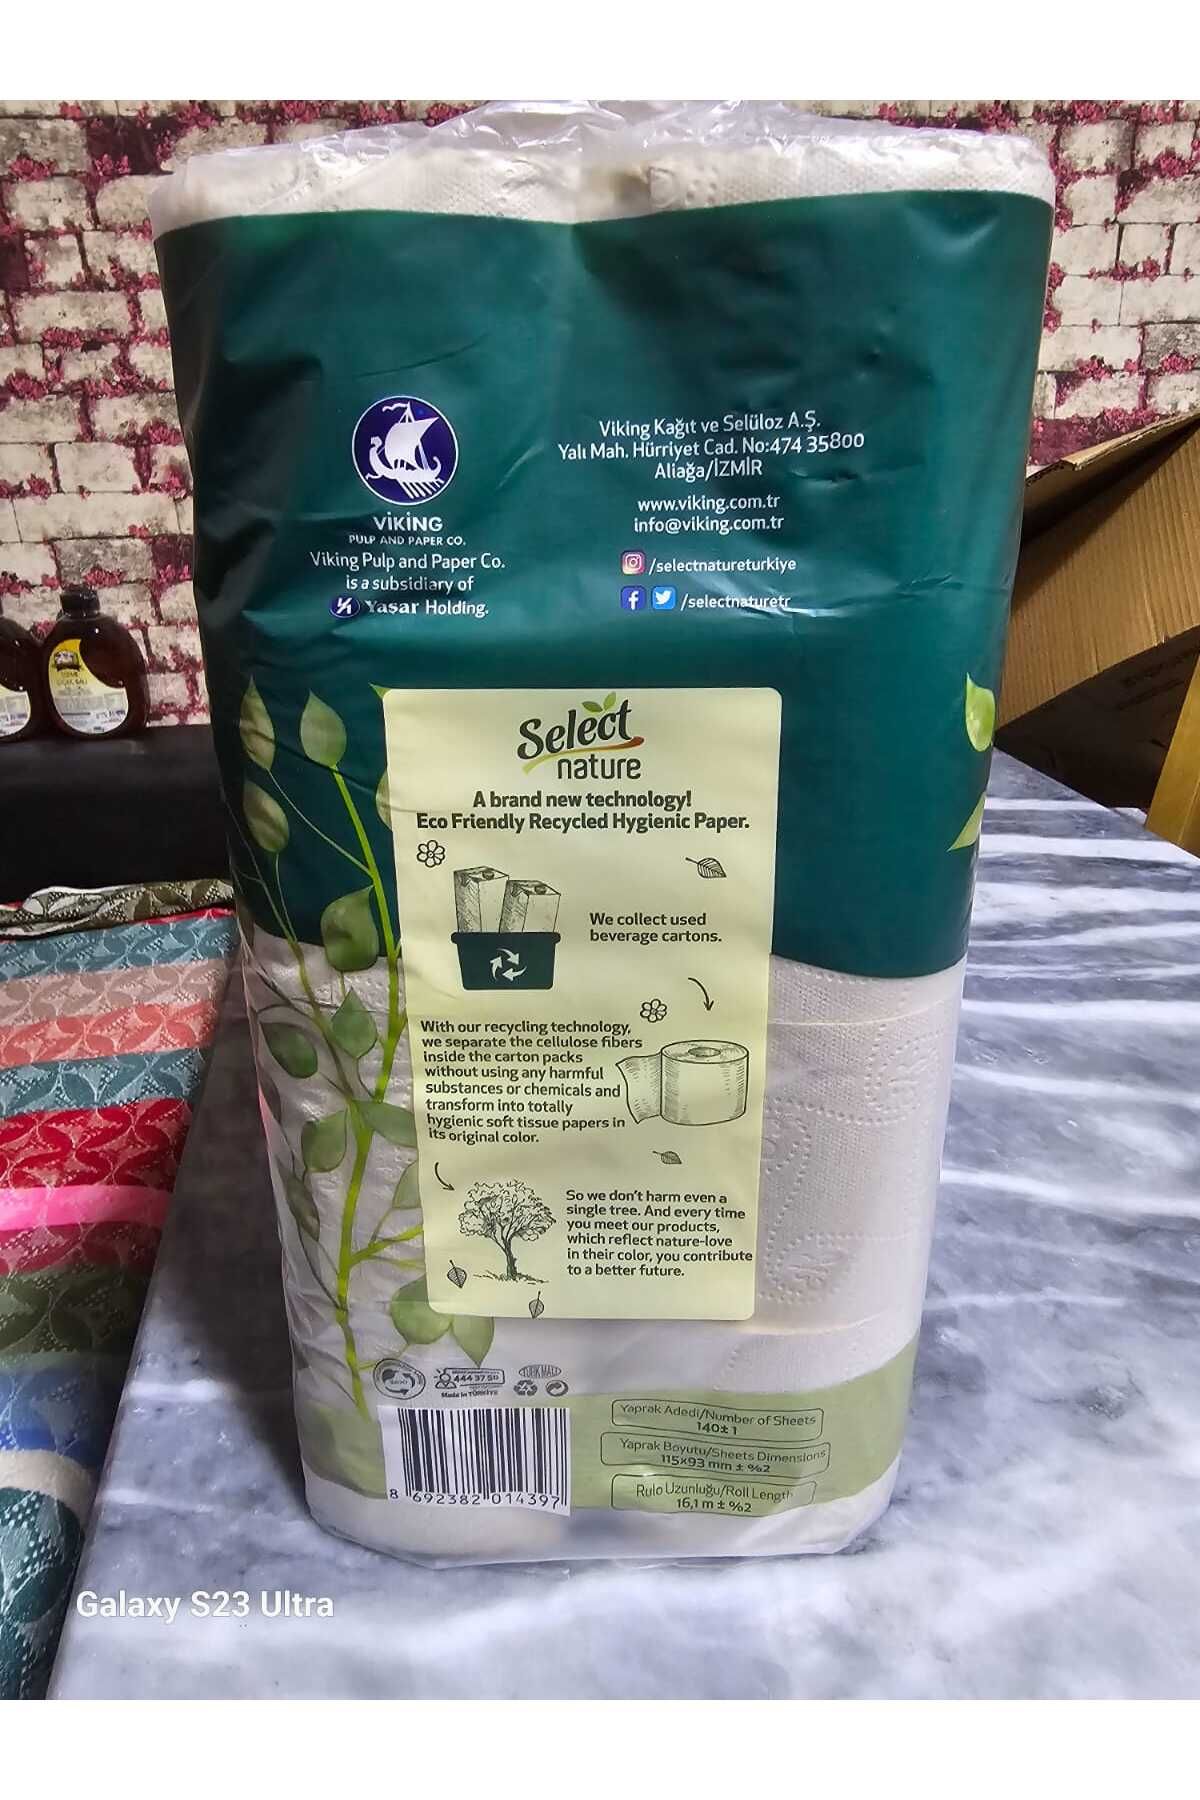 VİKİNG
PULP AND PAPER CO.
Viking Pulp and Paper Co.
is a subsidiary of
Yaşar Holding.
Viking Kağıt ve Selüloz A.Ş.
Yalı Mah. Hürriyet Cad. No:474 35800
Aliağa/İZMİR
www.viking.com.tr
info@viking.com.tr
/selectnatureturkiye
/selectnaturetr
Select
nature
A brand new technology!
Eco Friendly Recycled Hygienic Paper.
We collect used
beverage cartons.
With our recycling technology,
we separate the cellulose fibers
inside the carton packs
without using any harmful
substances or chemicals and
transform into totally
hygienic soft tissue papers in
its original color.
So we don't harm even a
single tree. And every time
you meet our products,
which reflect nature-love
in their color, you contribute
to a better future.
444 37 50
Made in TÜRKİYE
TÜRK MALI
Yaprak Adedi/Number of Sheets
140±1
Yaprak Boyutu/Sheets Dimensions
115x93 mm ± %2
Rulo Uzunluğu/Roll Length
16,1 m ± %2
8 692382 014397
Galaxy S23 Ultra